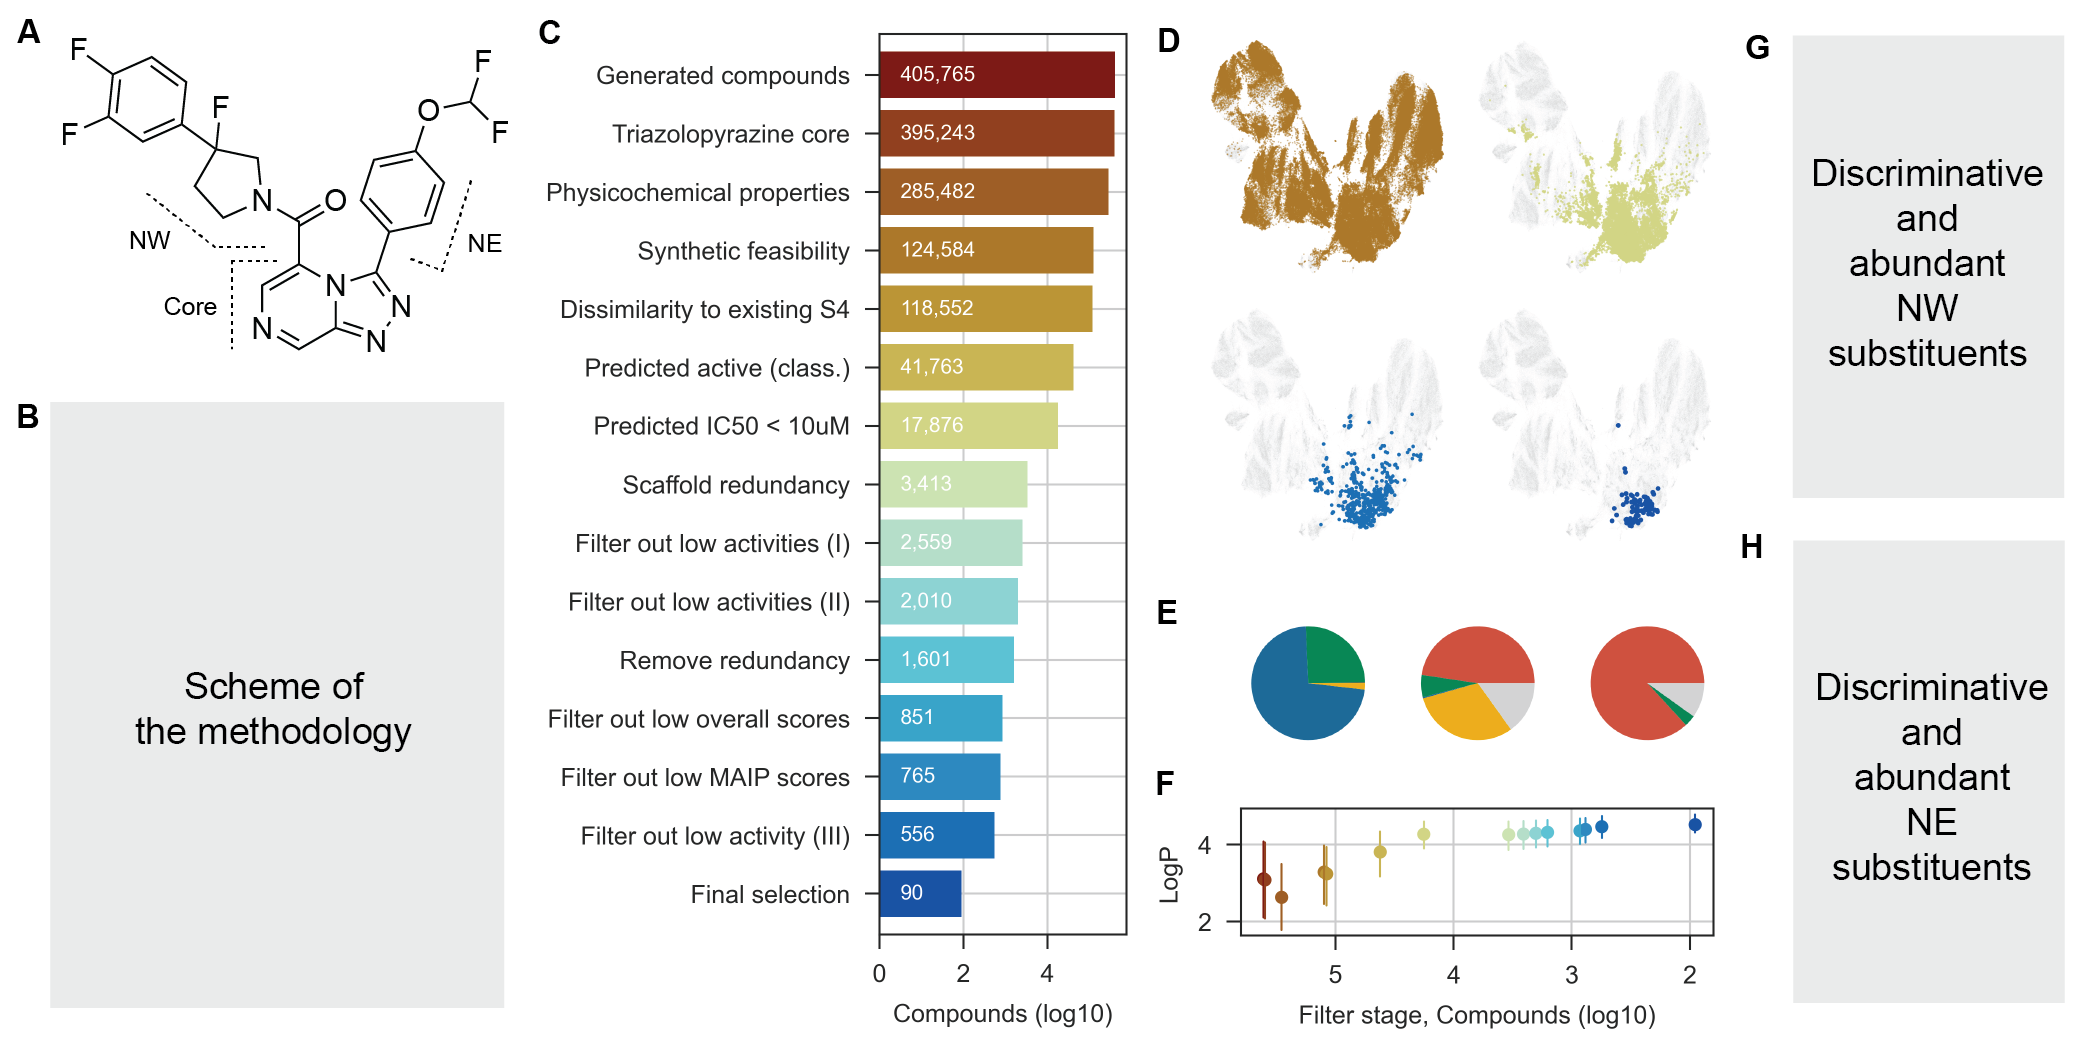 A
F
F
F
F
F
O
N
O
NW
NE
Core
N
N
N
N
B
Scheme of
the methodology
C
Generated compounds
405,765
Triazolopyrazine core
395,243
Physicochemical properties
285,482
Synthetic feasibility
124,584
Dissimilarity to existing S4
118,552
Predicted active (class.)
41,763
Predicted IC50 < 10uM
17,876
Scaffold redundancy
3,413
Filter out low activities (I)
2,559
Filter out low activities (II)
2,010
Remove redundancy
1,601
Filter out low overall scores
851
Filter out low MAIP scores
765
Filter out low activity (III)
556
Final selection
90
0 2 4
Compounds (log10)
D
E
F
LogP
4
2
5 4 3 2
Filter stage, Compounds (log10)
G
Discriminative
and
abundant
NW
substituents
H
Discriminative
and
abundant
NE
substituents